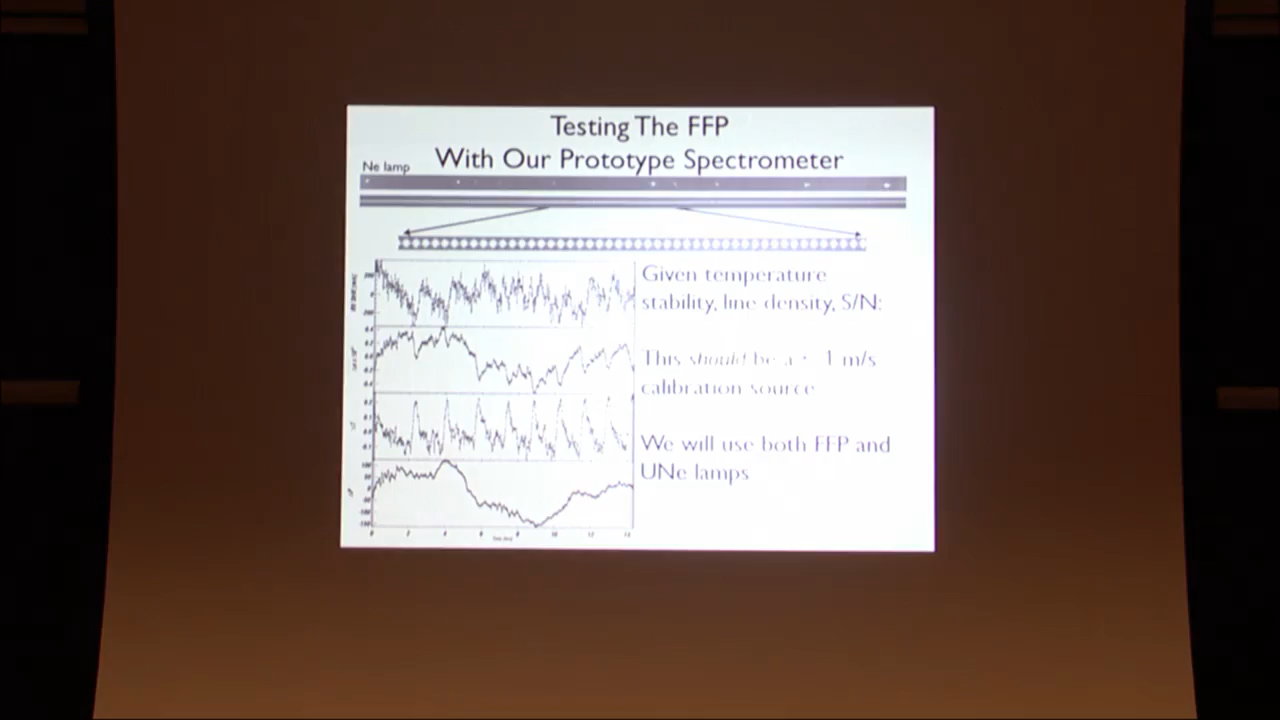 Testing The FFP
With Our Prototype Spectrometer
Ne lamp
Given temperature
stability, line density, S/N:
This should be a 1 m/s
calibration source
We will use both FFP and
UNe lamps